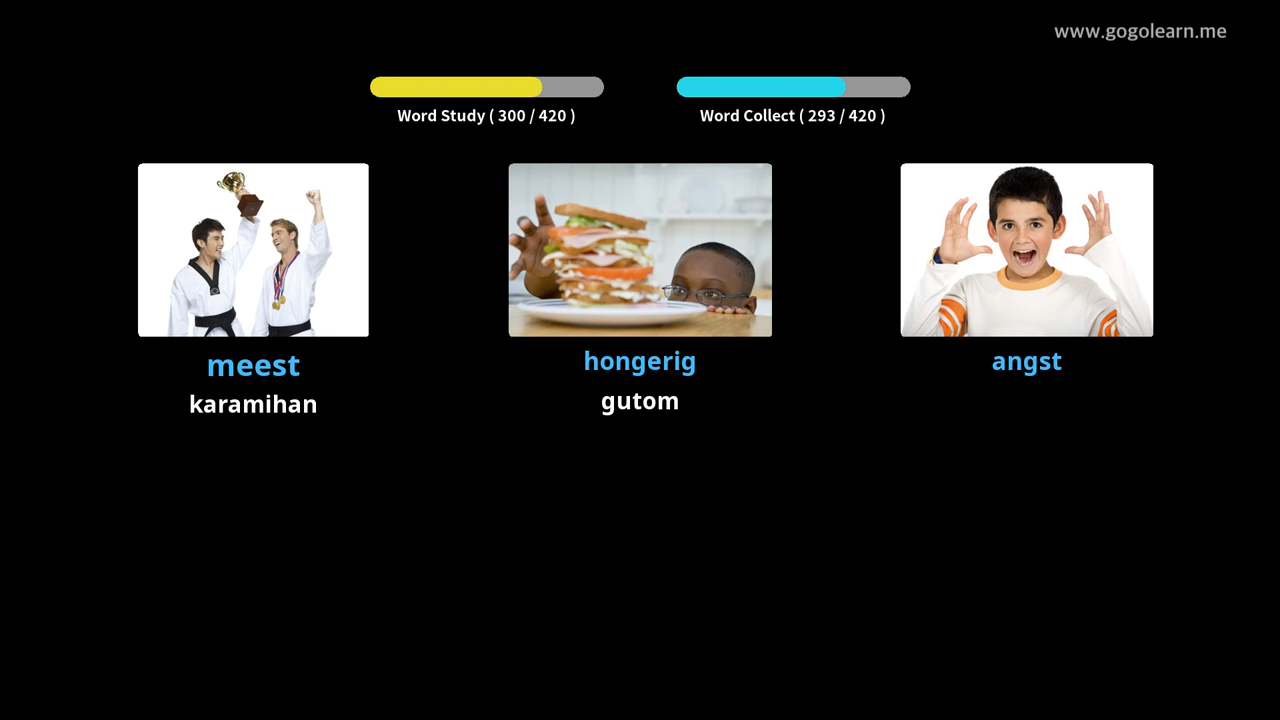 www.gogolearn.me
Word Study ( 300 / 420 )
Word Collect ( 293 / 420 )
meest
karamihan
hongerig
gutom
angst